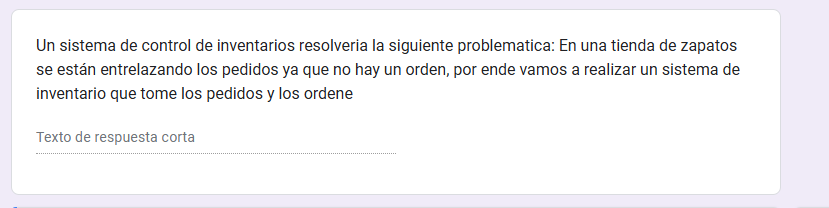 Un sistema de control de inventarios resolveria la siguiente problematica: En una tienda de zapatos
se están entrelazando los pedidos ya que no hay un orden, por ende vamos a realizar un sistema de
inventario que tome los pedidos y los ordene
Texto de respuesta corta